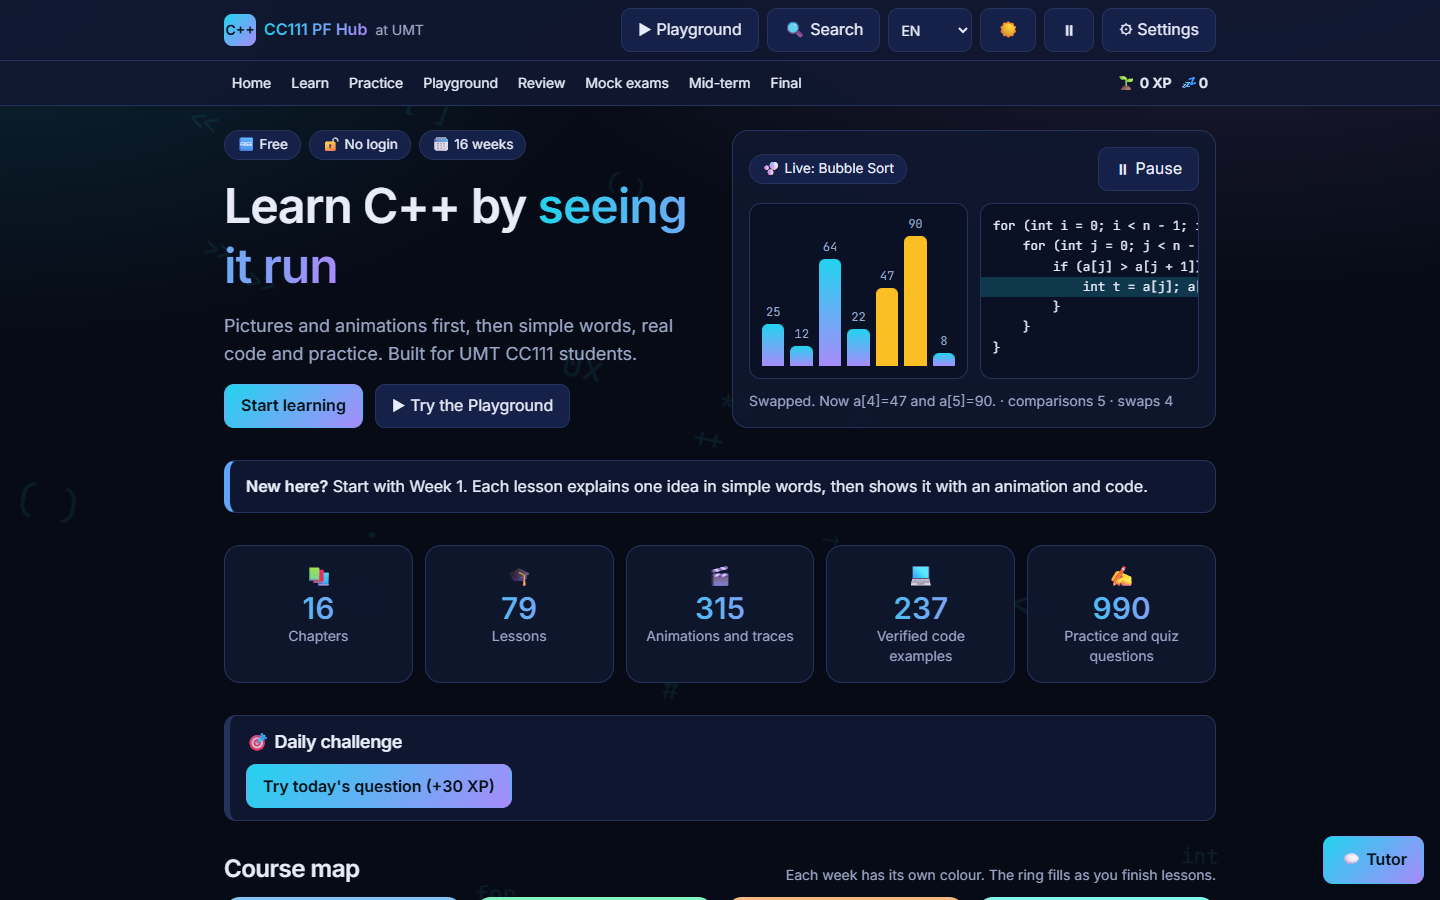 C++ CC111 PF Hub at UMT
Playground
Search
EN
Settings
Home Learn Practice Playground Review Mock exams Mid-term Final
0 XP 0
Free
No login
16 weeks
Learn C++ by seeing
it run
Pictures and animations first, then simple words, real
code and practice. Built for UMT CC111 students.
Start learning
Try the Playground
Live: Bubble Sort
Pause
25 12 64 22 47 90 8
for (int i = 0; i < n - 1; i
for (int j = 0; j < n -
if (a[j] > a[j + 1])
int t = a[j]; a[
}
}
}
Swapped. Now a[4]=47 and a[5]=90. · comparisons 5 · swaps 4
New here? Start with Week 1. Each lesson explains one idea in simple words, then shows it with an animation and code.
16
Chapters
79
Lessons
315
Animations and traces
237
Verified code
examples
990
Practice and quiz
questions
Daily challenge
Try today's question (+30 XP)
Course map
Each week has its own colour. The ring fills as you finish lessons.
int
for
Tutor